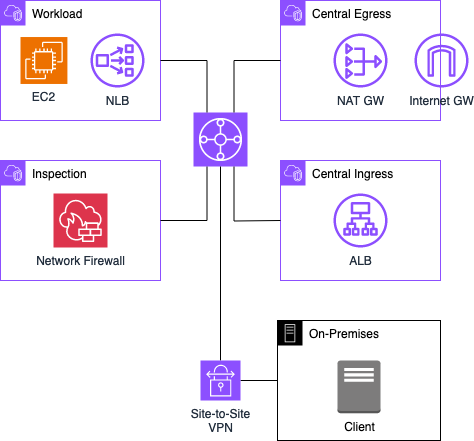 Workload
EC2
NLB
Central Egress
NAT GW
Internet GW
Inspection
Network Firewall
Central Ingress
ALB
Site-to-Site
VPN
On-Premises
Client